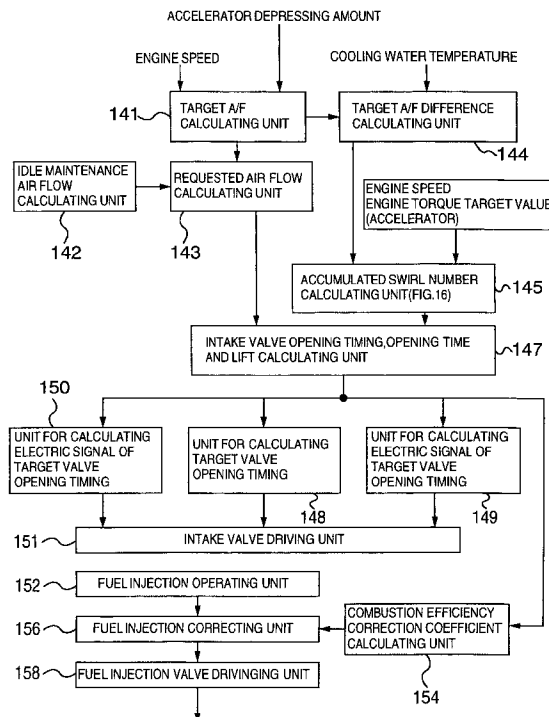 ACCELERATOR DEPRESSING AMOUNT
ENGINE SPEED
COOLING WATER TEMPERATURE
141
TARGET A/F
CALCULATING UNIT
TARGET A/F DIFFERENCE
CALCULATING UNIT
144
IDLE MAINTENANCE
AIR FLOW
CALCULATING UNIT
142
REQUESTED AIR FLOW
CALCULATING UNIT
143
ENGINE SPEED
ENGINE TORQUE TARGET VALUE
(ACCELERATOR)
ACCUMULATED SWIRL NUMBER
CALCULATING UNIT(FIG.16)
145
INTAKE VALVE OPENING TIMING,OPENING TIME
AND LIFT CALCULATING UNIT
147
150
UNIT FOR CALCULATING
ELECTRIC SIGNAL OF
TARGET VALVE
OPENING TIMING
UNIT FOR CALCULATING
TARGET VALVE
OPENING TIMING
148
UNIT FOR CALCULATING
ELECTRIC SIGNAL OF
TARGET VALVE
OPENING TIMING
149
151
INTAKE VALVE DRIVING UNIT
152
FUEL INJECTION OPERATING UNIT
156
FUEL INJECTION CORRECTING UNIT
COMBUSTION EFFICIENCY
CORRECTION COEFFICIENT
CALCULATING UNIT
154
158
FUEL INJECTION VALVE DRIVINGING UNIT